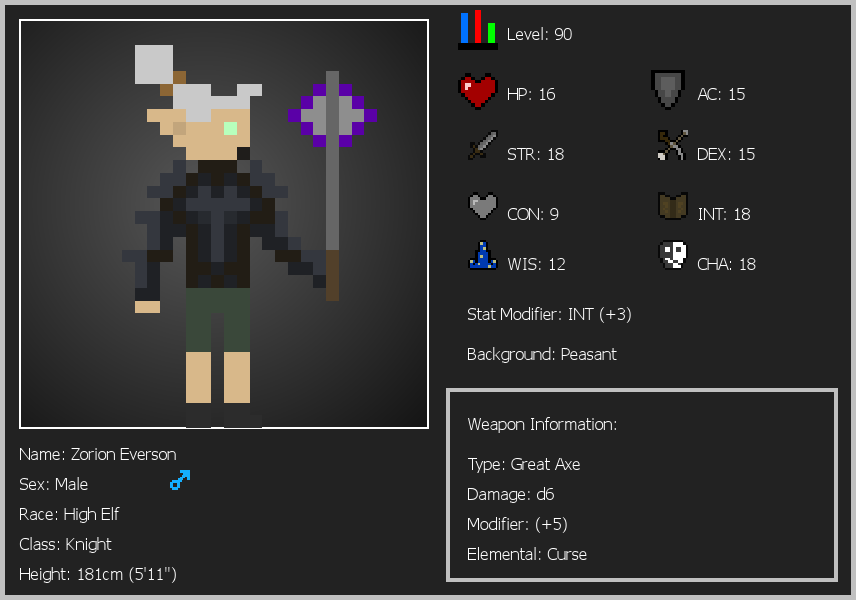 Level: 90
HP: 16
AC: 15
STR: 18
DEX: 15
CON: 9
INT: 18
WIS: 12
CHA: 18
Stat Modifier: INT (+3)
Background: Peasant
Weapon Information:
Type: Great Axe
Damage: d6
Modifier: (+5)
Elemental: Curse
Name: Zorion Everson
Sex: Male
Race: High Elf
Class: Knight
Height: 181cm (5'11")